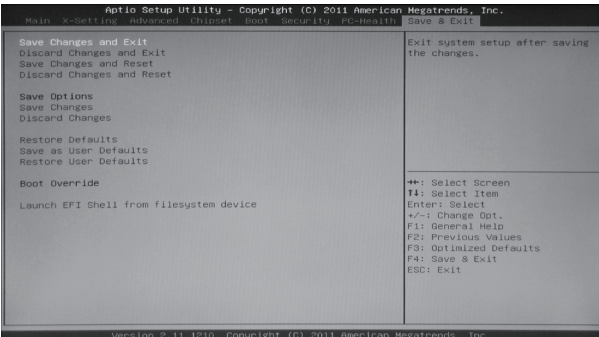 Aptio Setup Utility – Copyright (C) 2011 American Megatrends, Inc.
Main X-Setting Advanced Chipset Boot Security PC-Health Save & Exit
Save Changes and Exit
Discard Changes and Exit
Save Changes and Reset
Discard Changes and Reset
Save Options
Save Changes
Discard Changes
Restore Defaults
Save as User Defaults
Restore User Defaults
Boot Override
Launch EFI Shell from filesystem device
Exit system setup after saving
the changes.
→←: Select Screen
↑↓: Select Item
Enter: Select
+/-: Change Opt.
F1: General Help
F2: Previous Values
F3: Optimized Defaults
F4: Save & Exit
ESC: Exit
Version 2.11.1210. Copyright (C) 2011 American Megatrends, Inc.